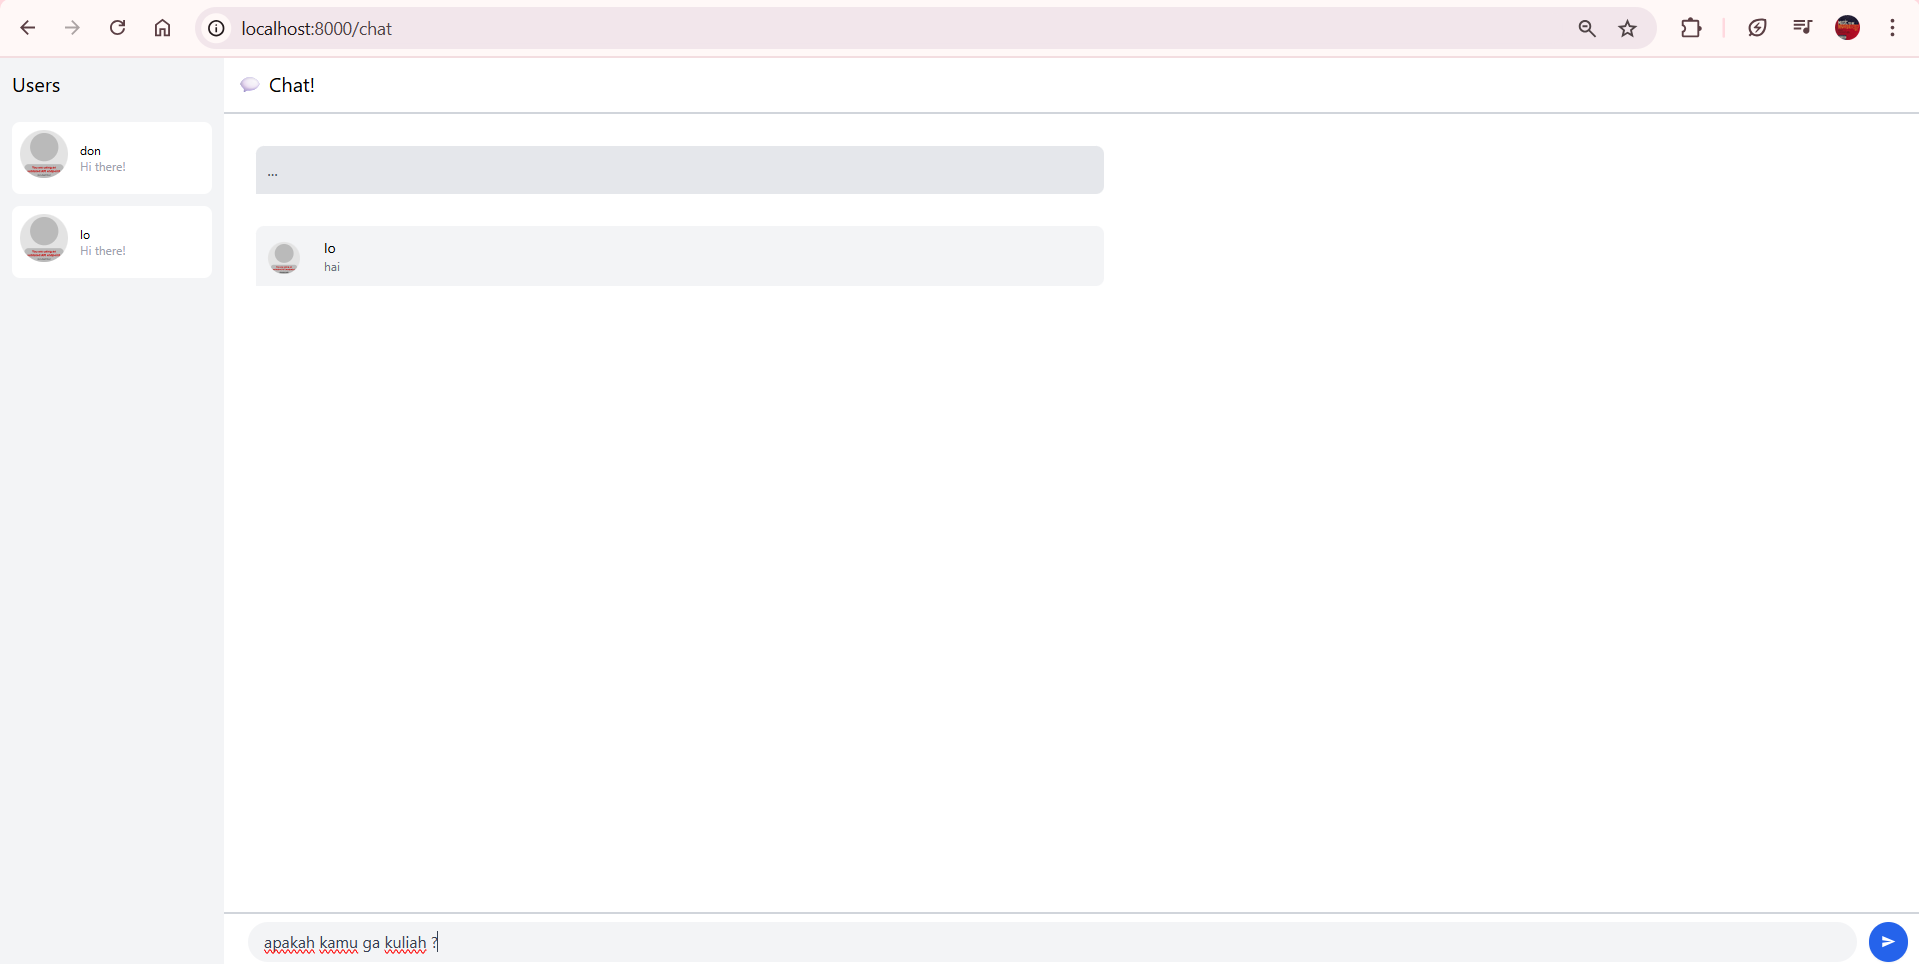 localhost:8000/chat
Users
Chat!
don
Hi there!
lo
Hi there!
...
lo
hai
apakah kamu ga kuliah ?